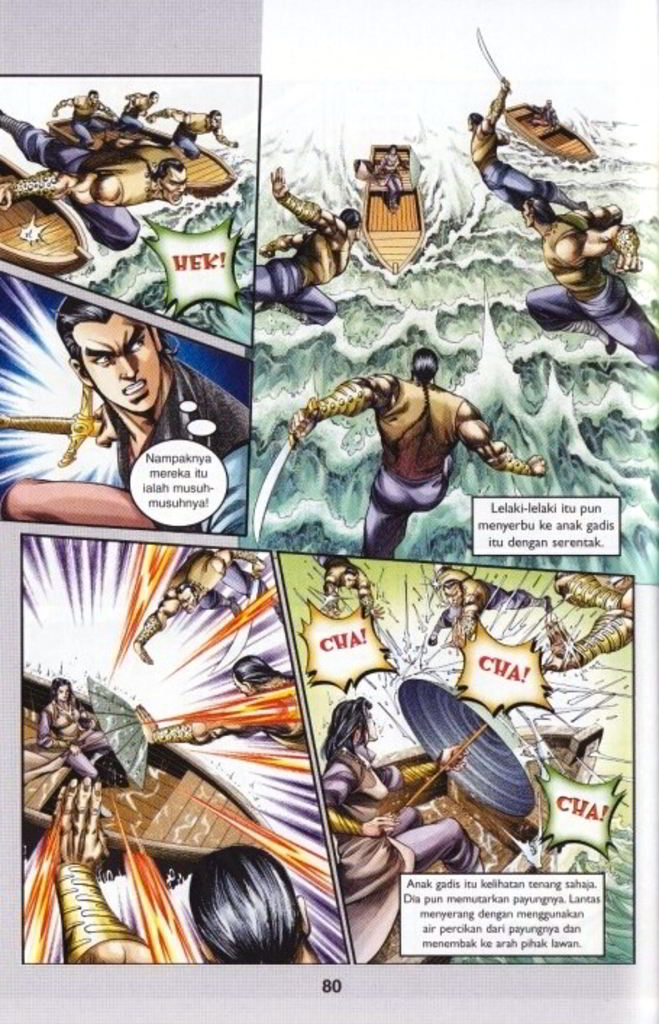 HEK!
Nampaknya
mereka itu
ialah musuh-
musuhnya!
Lelaki-lelaki itu pun
menyerbu ke anak gadis
itu dengan serentak.
CHA!
CHA!
CHA!
Anak gadis itu kelihatan tenang sahaja.
Dia pun memutarkan payungnya. Lantas
menyerang dengan menggunakan
air percikan dari payungnya dan
menembak ke arah pihak lawan.
80